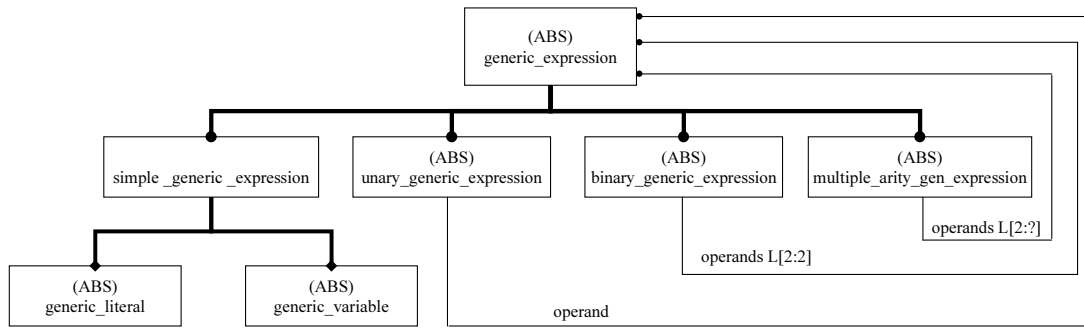 (ABS)
generic_expression
simple _generic _expression
(ABS)
unary_generic_expression
(ABS)
binary_generic_expression
(ABS)
multiple_arity_gen_expression
operands L[2:?]
operands L[2:2]
(ABS)
generic_literal
(ABS)
generic_variable
operand